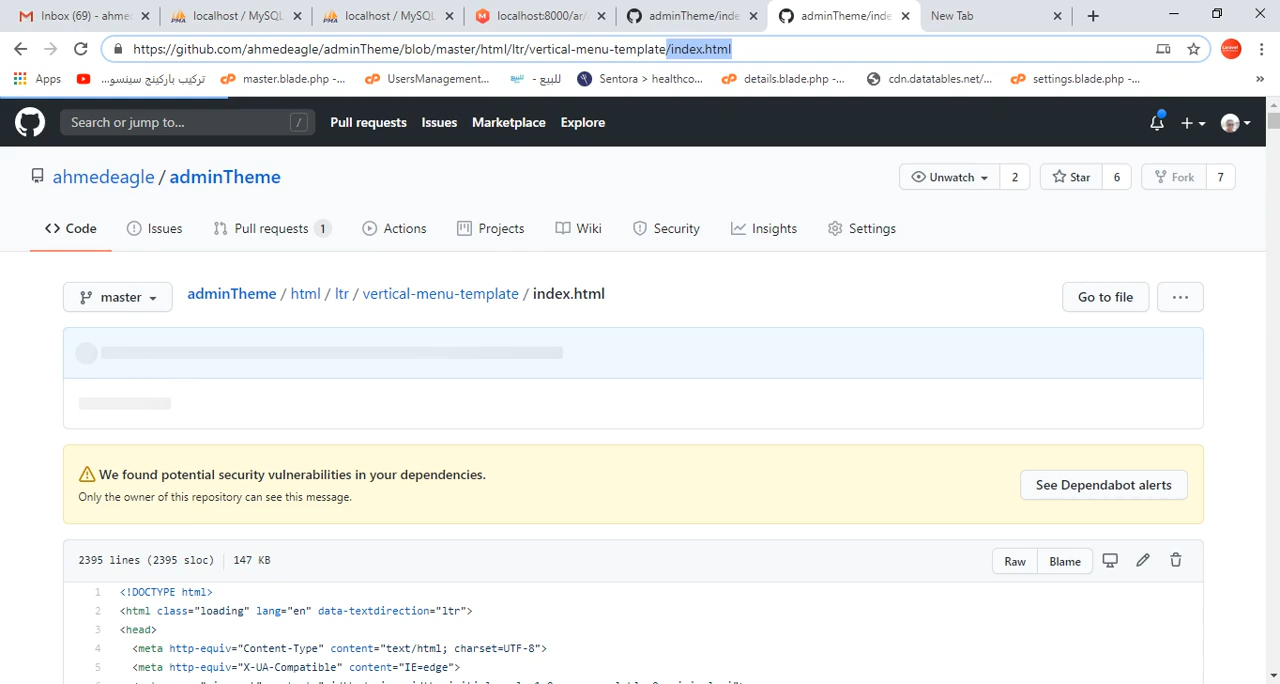 Inbox (69) - ahmed
localhost / MySQL
localhost / MySQL
localhost:8000/ar/
adminTheme/inde
adminTheme/inde
New Tab
https://github.com/ahmedeagle/adminTheme/blob/master/html/ltr/vertical-menu-template/index.html
Apps
تركيب باركينج سينسو...
master.blade.php -...
UsersManagement...
للبيع -
Sentora > healthco...
details.blade.php -...
cdn.datatables.net/...
settings.blade.php -...
»
Search or jump to...
/
Pull requests
Issues
Marketplace
Explore
ahmedeagle / adminTheme
Unwatch
2
Star
6
Fork
7
Code
Issues
Pull requests 1
Actions
Projects
Wiki
Security
Insights
Settings
master
adminTheme / html / ltr / vertical-menu-template / index.html
Go to file
We found potential security vulnerabilities in your dependencies.
Only the owner of this repository can see this message.
See Dependabot alerts
2395 lines (2395 sloc)
147 KB
Raw
Blame
1 <!DOCTYPE html>
2 <html class="loading" lang="en" data-textdirection="ltr">
3 <head>
4 <meta http-equiv="Content-Type" content="text/html; charset=UTF-8">
5 <meta http-equiv="X-UA-Compatible" content="IE=edge">